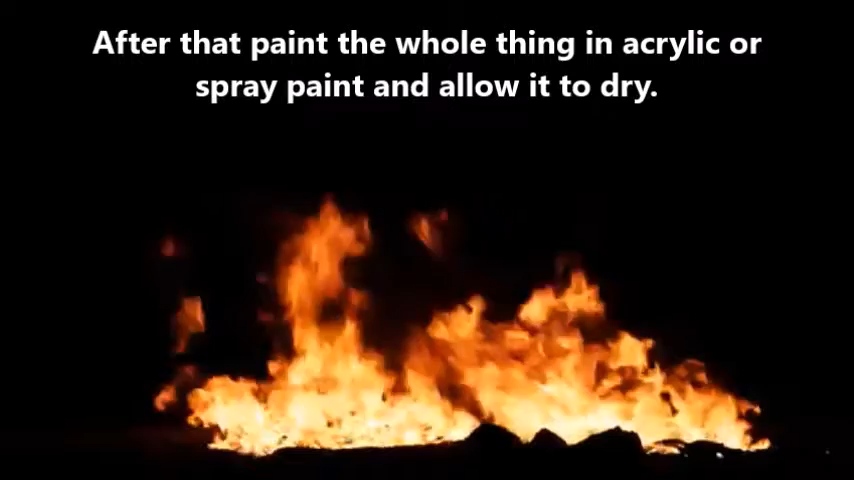 After that paint the whole thing in acrylic or
spray paint and allow it to dry.